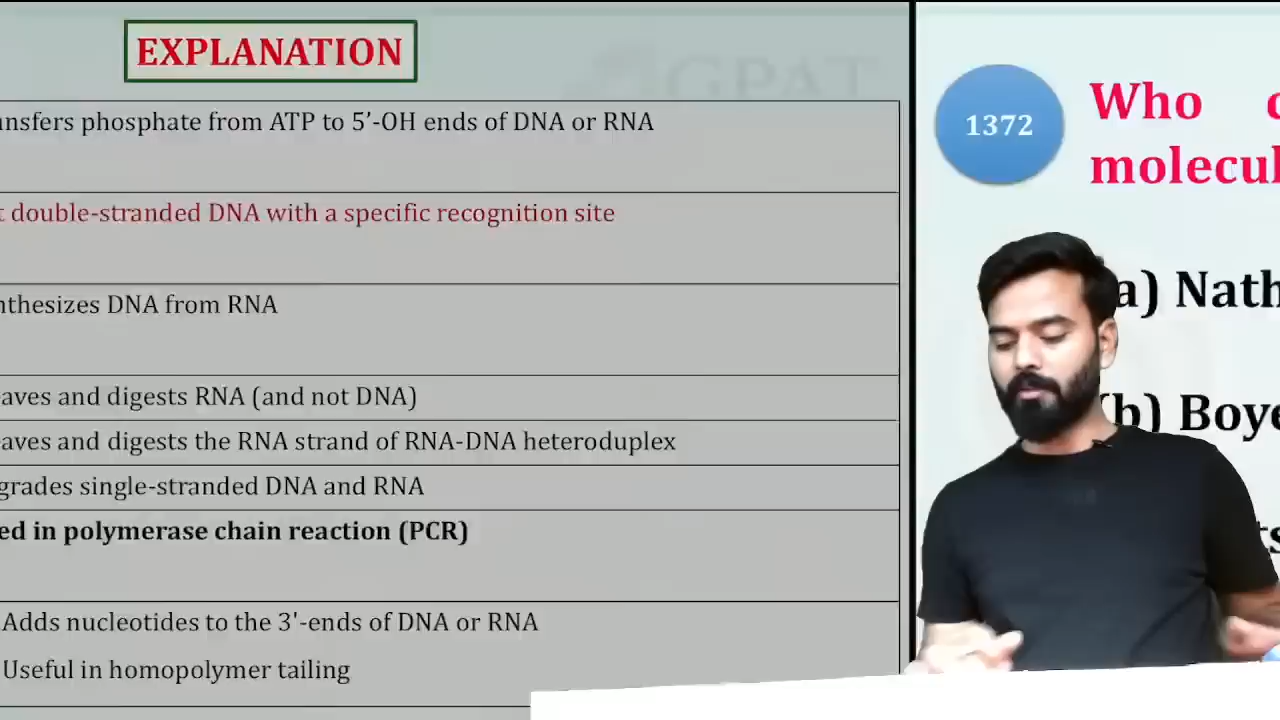 EXPLANATION
GPAT
ansfers phosphate from ATP to 5’-OH ends of DNA or RNA
t double-stranded DNA with a specific recognition site
nthesizes DNA from RNA
aves and digests RNA (and not DNA)
eaves and digests the RNA strand of RNA-DNA heteroduplex
grades single-stranded DNA and RNA
ed in polymerase chain reaction (PCR)
Adds nucleotides to the 3’-ends of DNA or RNA
Useful in homopolymer tailing
1372
Who c
molecul
a) Nath
(b) Boye
ts